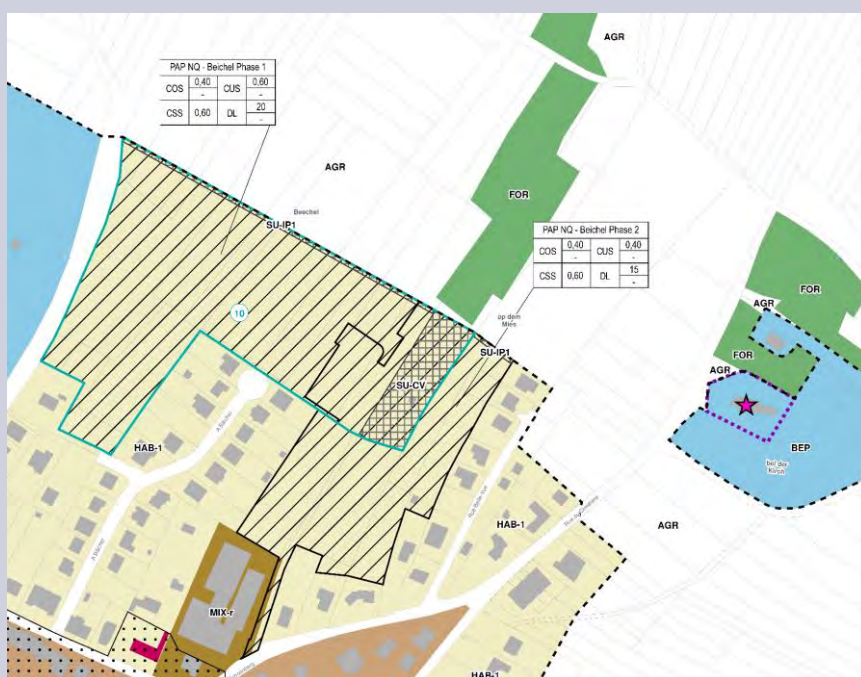 AGR
PAP NQ - Beichel Phase 1
COS 0,40 CUS 0,60
- -
CSS 0,60 DL 20
-
AGR
FOR
Beechel
SU-IP1
PAP NQ - Beichel Phase 2
COS 0,40 CUS 0,40
- -
CSS 0,60 DL 15
-
FOR
AGR
10
op dem
Mies
SU-IP1
FOR
AGR
SU-CV
HAB-1
BEP
bei der
Kirch
HAB-1
AGR
MIX-r
HAB-1